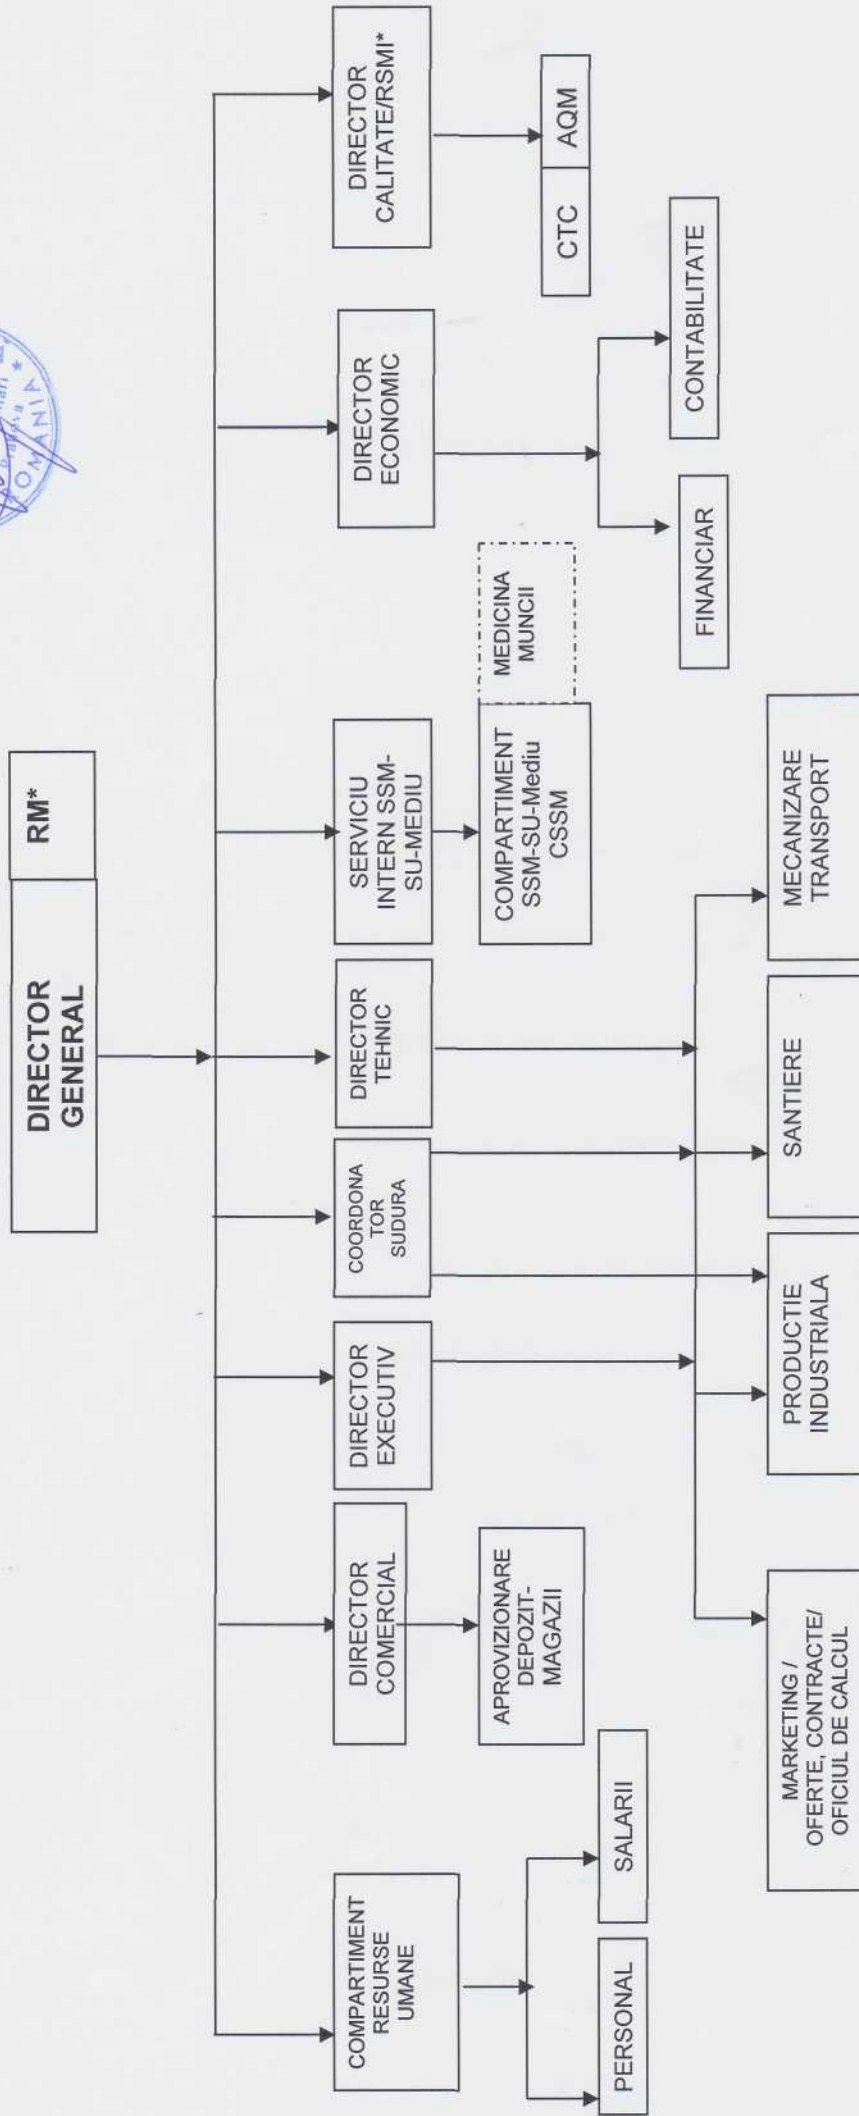 DIRECTOR
GENERAL
RM*
COMPARTIMENT
RESURSE
UMANE
DIRECTOR
COMERCIAL
DIRECTOR
EXECUTIV
COORDONA
TOR
SUDURA
DIRECTOR
TEHNIC
SERVICIU
INTERN SSM-
SU-MEDIU
DIRECTOR
ECONOMIC
DIRECTOR
CALITATE/RSMI*
APROVIZIONARE
DEPOZIT-
MAGAZII
COMPARTIMENT
SSM-SU-Mediu
CSSM
MEDICINA
MUNCII
CTC
AQM
PERSONAL
SALARII
FINANCIAR
CONTABILITATE
MARKETING /
OFERTE, CONTRACTE/
OFICIUL DE CALCUL
PRODUCTIE
INDUSTRIALA
SANTIERE
MECANIZARE
TRANSPORT